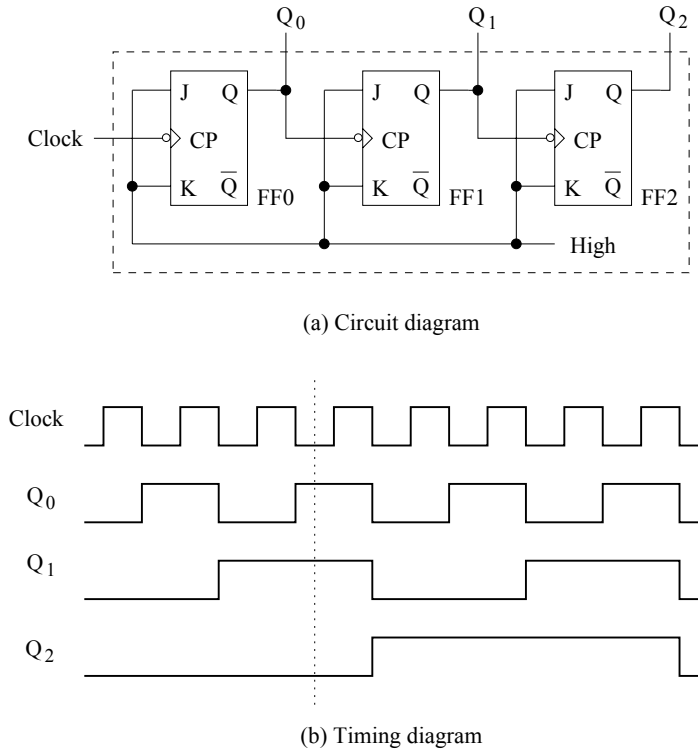 Q0 Q1 Q2
J Q J Q J Q
Clock CP CP CP
K Q̅ FF0 K Q̅ FF1 K Q̅ FF2
High
(a) Circuit diagram
Clock
Q0
Q1
Q2
(b) Timing diagram